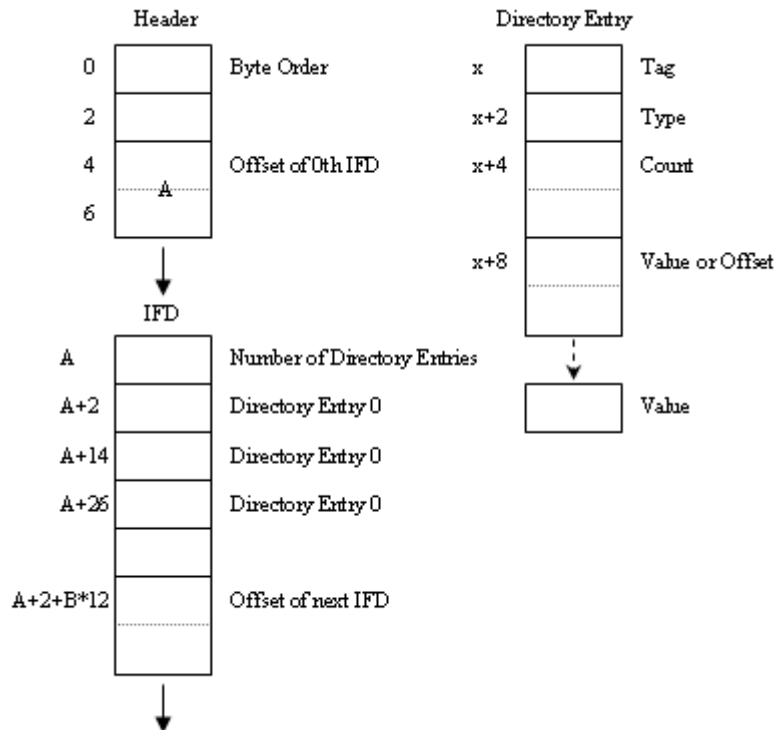 Header
0 Byte Order
2
4 Offset of 0th IFD
A
6
IFD
A Number of Directory Entries
A+2 Directory Entry 0
A+14 Directory Entry 0
A+26 Directory Entry 0
A+2+B*12 Offset of next IFD
Directory Entry
x Tag
x+2 Type
x+4 Count
x+8 Value or Offset
Value